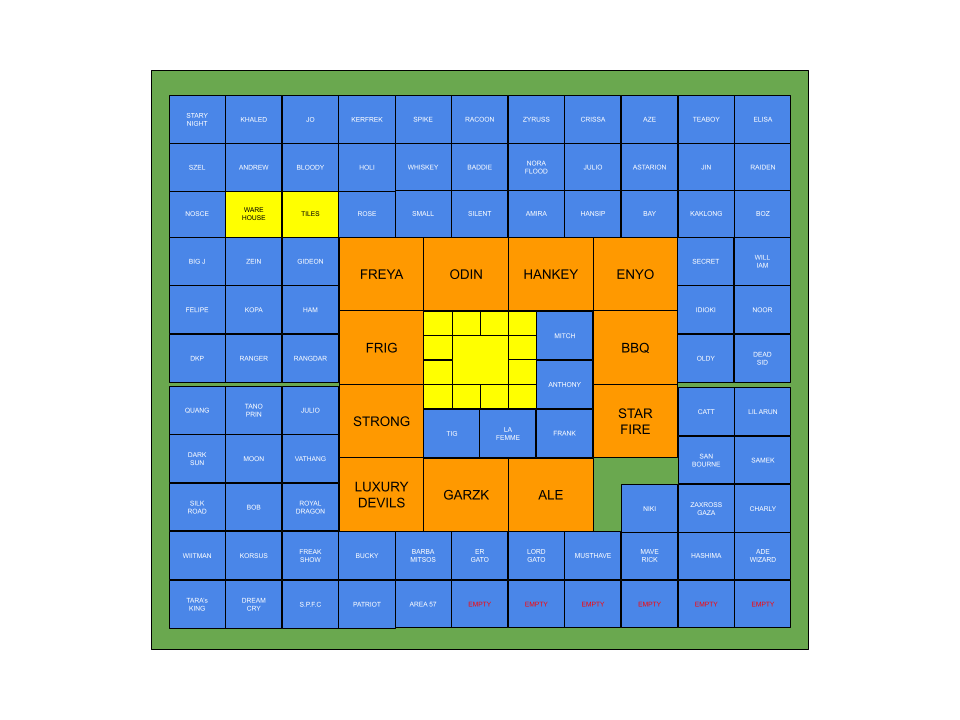 STARY
NIGHT
KHALED
JO
KERFREK
SPIKE
RACOON
ZYRUSS
CRISSA
AZE
TEABOY
ELISA
SZEL
ANDREW
BLOODY
HOLI
WHISKEY
BADDIE
NORA
FLOOD
JULIO
ASTARION
JIN
RAIDEN
NOSCE
WARE
HOUSE
TILES
ROSE
SMALL
SILENT
AMIRA
HANSIP
BAY
KAKLONG
BOZ
BIG J
ZEIN
GIDEON
FREYA
ODIN
HANKEY
ENYO
SECRET
WILL
IAM
FELIPE
KOPA
HAM
IDIOKI
NOOR
FRIG
MITCH
BBQ
DKP
RANGER
RANGDAR
OLDY
DEAD
SID
ANTHONY
QUANG
TANO
PRIN
JULIO
STRONG
STAR
FIRE
CATT
LIL ARUN
TIG
LA
FEMME
FRANK
DARK
SUN
MOON
VATHANG
SAN
BOURNE
SAMEK
LUXURY
DEVILS
GARZK
ALE
SILK
ROAD
BOB
ROYAL
DRAGON
NIKI
ZAXROSS
GAZA
CHARLY
WIITMAN
KORSUS
FREAK
SHOW
BUCKY
BARBA
MITSOS
ER
GATO
LORD
GATO
MUSTHAVE
MAVE
RICK
HASHIMA
ADE
WIZARD
TARA's
KING
DREAM
CRY
S.P.F.C
PATRIOT
AREA 57
EMPTY
EMPTY
EMPTY
EMPTY
EMPTY
EMPTY